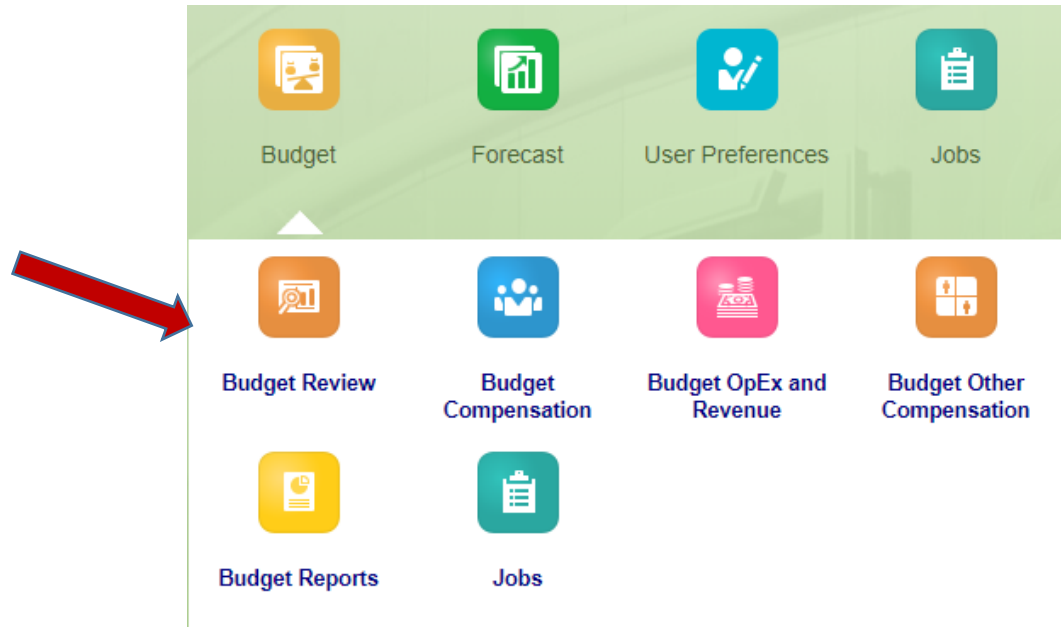 Budget
Forecast
User Preferences
Jobs
Budget Review
Budget
Compensation
Budget OpEx and
Revenue
Budget Other
Compensation
Budget Reports
Jobs